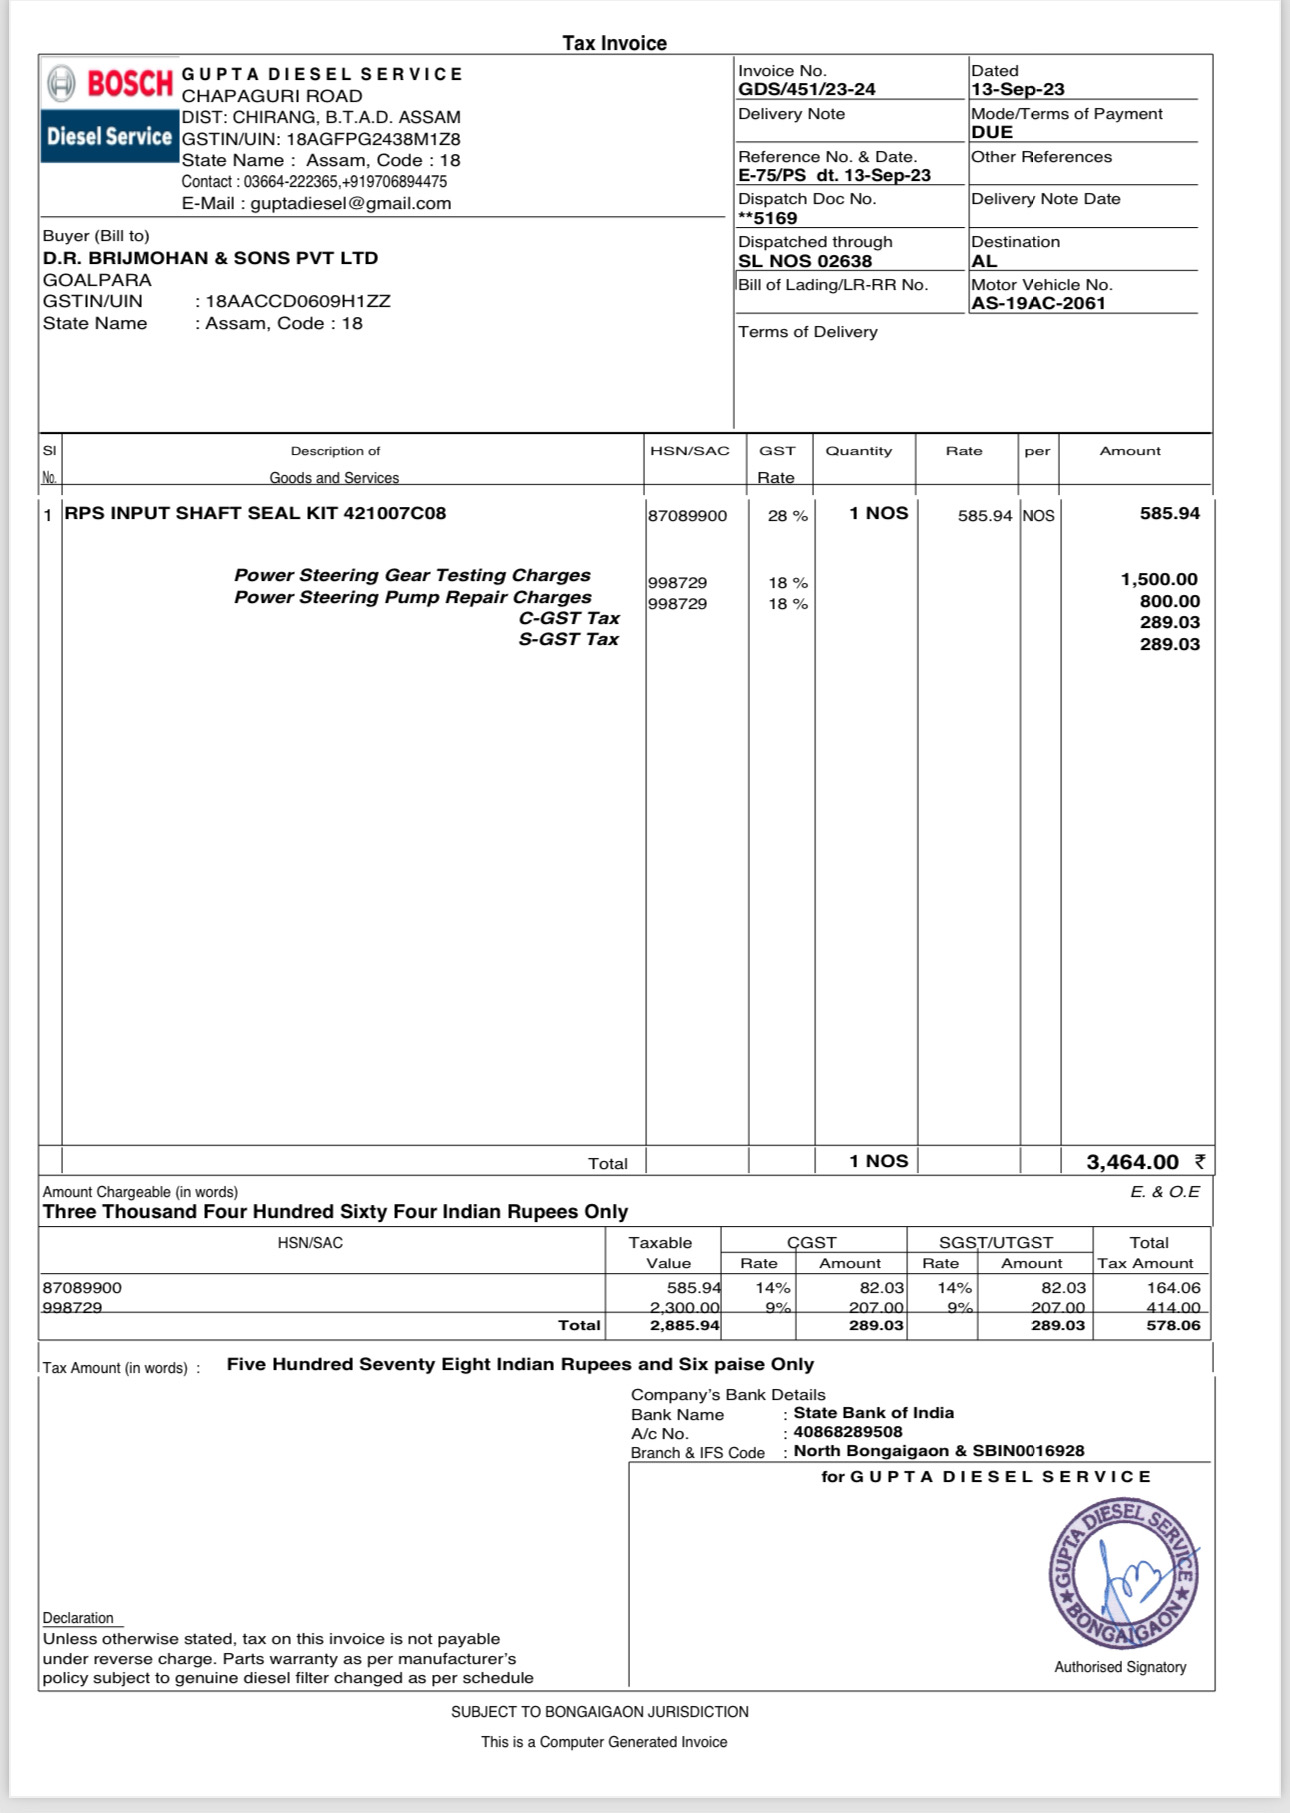 Tax Invoice
BOSCH
Diesel Service
GUPTA DIESEL SERVICE
CHAPAGURI ROAD
DIST: CHIRANG, B.T.A.D. ASSAM
GSTIN/UIN: 18AGFPG2438M1Z8
State Name : Assam, Code : 18
Contact : 03664-222365,+919706894475
E-Mail : guptadiesel@gmail.com
Invoice No. Dated
GDS/451/23-24 13-Sep-23
Delivery Note Mode/Terms of Payment
DUE
Reference No. & Date. Other References
E-75/PS dt. 13-Sep-23
Dispatch Doc No. Delivery Note Date
**5169
Dispatched through Destination
SL NOS 02638 AL
Bill of Lading/LR-RR No. Motor Vehicle No.
AS-19AC-2061
Terms of Delivery
Buyer (Bill to)
D.R. BRIJMOHAN & SONS PVT LTD
GOALPARA
GSTIN/UIN : 18AACCD0609H1ZZ
State Name : Assam, Code : 18
Sl Description of HSN/SAC GST Quantity Rate per Amount
No. Goods and Services Rate
1 RPS INPUT SHAFT SEAL KIT 421007C08 87089900 28 % 1 NOS 585.94 NOS 585.94
Power Steering Gear Testing Charges 998729 18 % 1,500.00
Power Steering Pump Repair Charges 998729 18 % 800.00
C-GST Tax 289.03
S-GST Tax 289.03
Total 1 NOS 3,464.00 ₹
Amount Chargeable (in words) E. & O.E
Three Thousand Four Hundred Sixty Four Indian Rupees Only
HSN/SAC Taxable CGST SGST/UTGST Total
Value Rate Amount Rate Amount Tax Amount
87089900 585.94 14% 82.03 14% 82.03 164.06
998729 2,300.00 9% 207.00 9% 207.00 414.00
Total 2,885.94 289.03 289.03 578.06
Tax Amount (in words) : Five Hundred Seventy Eight Indian Rupees and Six paise Only
Company's Bank Details
Bank Name : State Bank of India
A/c No. : 40868289508
Branch & IFS Code : North Bongaigaon & SBIN0016928
for GUPTA DIESEL SERVICE
GUPTA DIESEL SERVICE
★ BONGAIGAON ★
Authorised Signatory
Declaration
Unless otherwise stated, tax on this invoice is not payable
under reverse charge. Parts warranty as per manufacturer's
policy subject to genuine diesel filter changed as per schedule
SUBJECT TO BONGAIGAON JURISDICTION
This is a Computer Generated Invoice